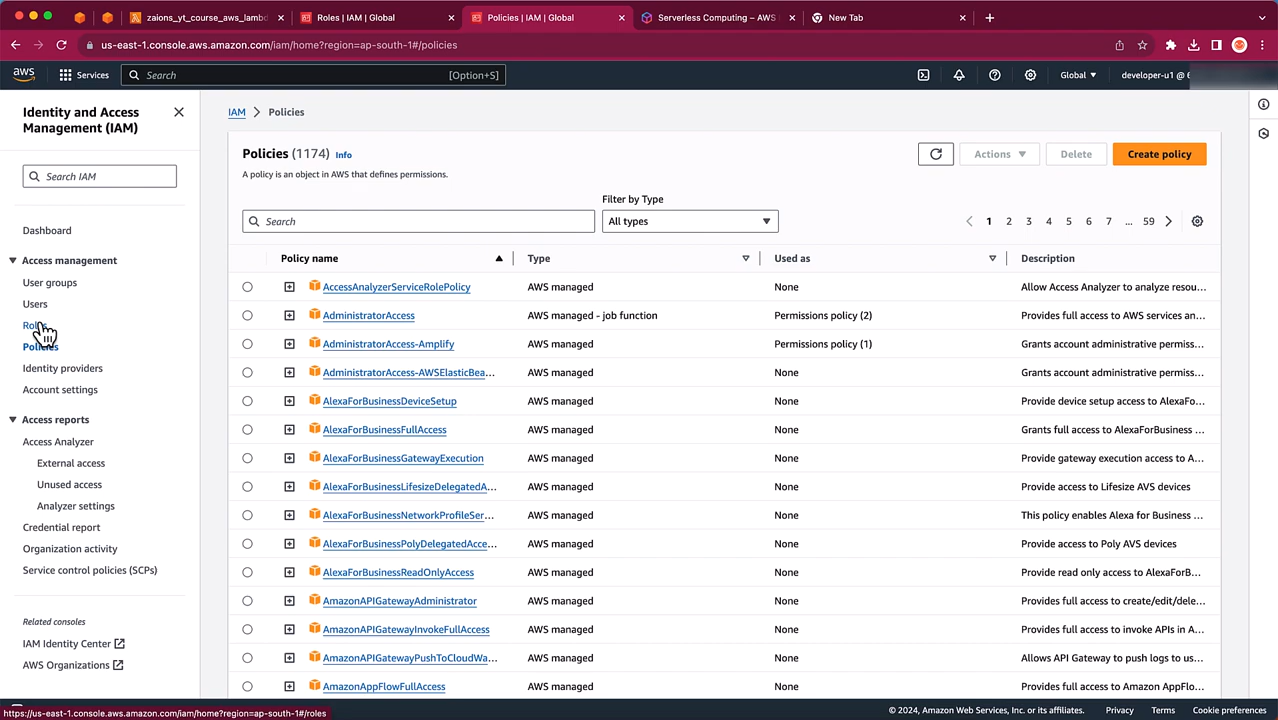 zaions_yt_course_aws_lambd
Roles | IAM | Global
Policies | IAM | Global
Serverless Computing – AWS
New Tab
us-east-1.console.aws.amazon.com/iam/home?region=ap-south-1#/policies
aws
Services
Search
[Option+S]
Global
developer-u1 @ 6
Identity and Access
Management (IAM)
Search IAM
Dashboard
Access management
User groups
Users
Roles
Policies
Identity providers
Account settings
Access reports
Access Analyzer
External access
Unused access
Analyzer settings
Credential report
Organization activity
Service control policies (SCPs)
Related consoles
IAM Identity Center
AWS Organizations
IAM > Policies
Policies (1174) Info
A policy is an object in AWS that defines permissions.
Actions
Delete
Create policy
Filter by Type
Search
All types
1 2 3 4 5 6 7 ... 59
Policy name Type Used as Description
AccessAnalyzerServiceRolePolicy AWS managed None Allow Access Analyzer to analyze resou...
AdministratorAccess AWS managed - job function Permissions policy (2) Provides full access to AWS services an...
AdministratorAccess-Amplify AWS managed Permissions policy (1) Grants account administrative permiss...
AdministratorAccess-AWSElasticBea... AWS managed None Grants account administrative permiss...
AlexaForBusinessDeviceSetup AWS managed None Provide device setup access to AlexaFo...
AlexaForBusinessFullAccess AWS managed None Grants full access to AlexaForBusiness ...
AlexaForBusinessGatewayExecution AWS managed None Provide gateway execution access to A...
AlexaForBusinessLifesizeDelegatedA... AWS managed None Provide access to Lifesize AVS devices
AlexaForBusinessNetworkProfileSer... AWS managed None This policy enables Alexa for Business ...
AlexaForBusinessPolyDelegatedAcce... AWS managed None Provide access to Poly AVS devices
AlexaForBusinessReadOnlyAccess AWS managed None Provide read only access to AlexaForB...
AmazonAPIGatewayAdministrator AWS managed None Provides full access to create/edit/dele...
AmazonAPIGatewayInvokeFullAccess AWS managed None Provides full access to invoke APIs in A...
AmazonAPIGatewayPushToCloudWa... AWS managed None Allows API Gateway to push logs to us...
AmazonAppFlowFullAccess AWS managed None Provides full access to Amazon AppFlo...
https://us-east-1.console.aws.amazon.com/iam/home?region=ap-south-1#/roles
© 2024, Amazon Web Services, Inc. or its affiliates. Privacy Terms Cookie preferences